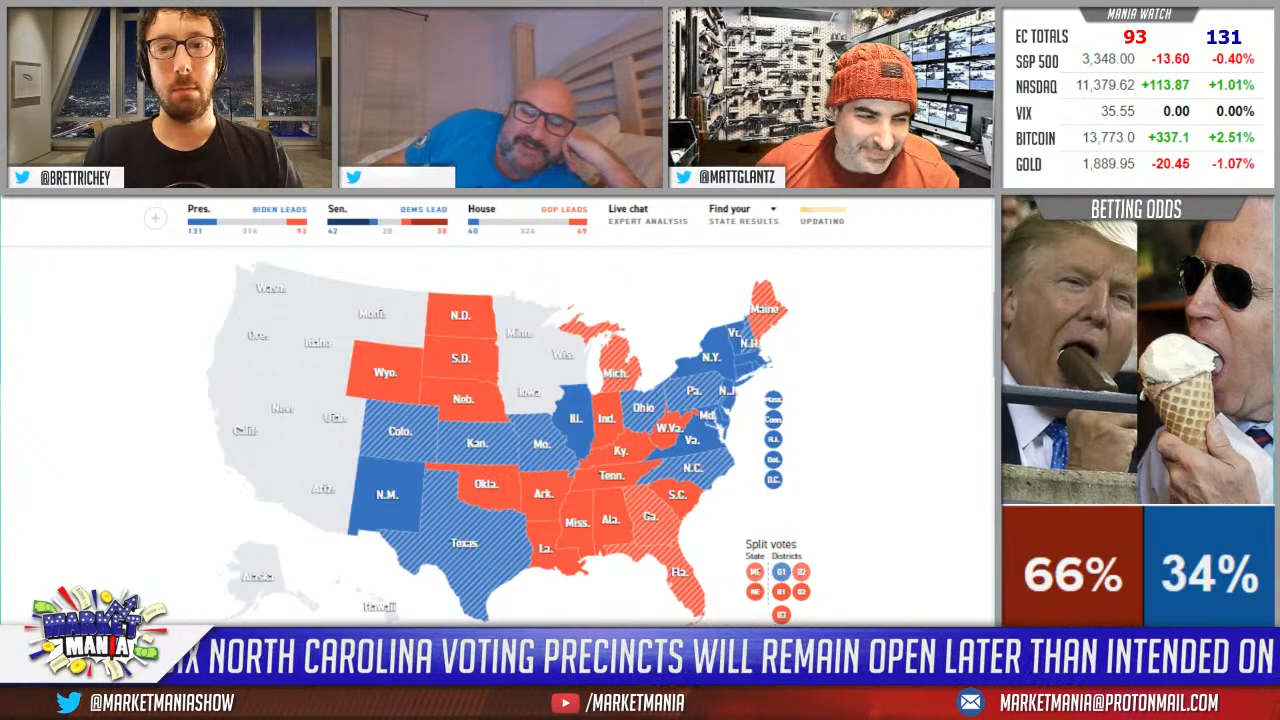 @BRETTRICHEY
@MATTGLANTZ
MANIA WATCH
EC TOTALS 93 131
S&P 500 3,348.00 -13.60 -0.40%
NASDAQ 11,379.62 +113.87 +1.01%
VIX 35.55 0.00 0.00%
BITCOIN 13,773.0 +337.1 +2.51%
GOLD 1,889.95 -20.45 -1.07%
Pres. BIDEN LEADS
131 314 93
Sen. DEMS LEAD
42 20 38
House GOP LEADS
40 326 69
Live chat
EXPERT ANALYSIS
Find your
STATE RESULTS
UPDATING
BETTING ODDS
Wash.
Mont.
N.D.
Minn.
Maine
Ore.
Idaho
S.D.
Wis.
Vt.
N.H.
Wyo.
Mich.
N.Y.
Nev.
Utah
Neb.
Iowa
Pa.
N.J.
Calif.
Colo.
Kan.
Mo.
Ill.
Ind.
Ohio
W.Va.
Md.
Va.
Mass.
Conn.
R.I.
Del.
D.C.
Ariz.
N.M.
Okla.
Ark.
Ky.
Tenn.
N.C.
S.C.
Texas
La.
Miss.
Ala.
Ga.
Fla.
Alaska
Hawaii
Split votes
State Districts
ME 01 02
NE 01 02
03
66% 34%
MARKET
MANIA
NORTH CAROLINA VOTING PRECINCTS WILL REMAIN OPEN LATER THAN INTENDED ON
@MARKETMANIASHOW
/MARKETMANIA
MARKETMANIA@PROTONMAIL.COM